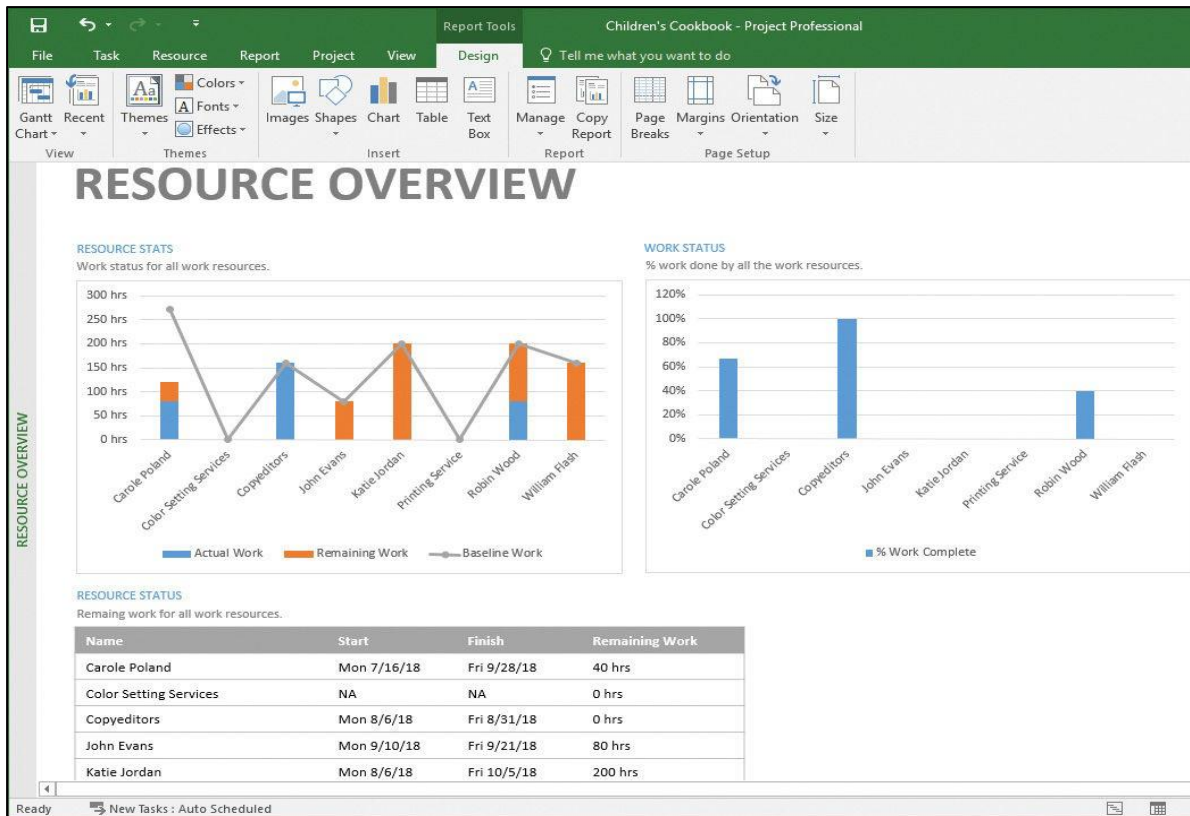 Report Tools
Children's Cookbook - Project Professional
File Task Resource Report Project View Design Tell me what you want to do
Gantt Chart Recent
Themes Colors Fonts Effects
Images Shapes Chart Table Text Box
Manage Copy Report
Page Breaks Margins Orientation Size
View Themes Insert Report Page Setup
RESOURCE OVERVIEW
RESOURCE OVERVIEW
RESOURCE STATS
Work status for all work resources.
300 hrs
250 hrs
200 hrs
150 hrs
100 hrs
50 hrs
0 hrs
Carole Poland
Color Setting Services
Copyeditors
John Evans
Katie Jordan
Printing Service
Robin Wood
William Flash
Actual Work Remaining Work Baseline Work
WORK STATUS
% work done by all the work resources.
120%
100%
80%
60%
40%
20%
0%
Carole Poland
Color Setting Services
Copyeditors
John Evans
Katie Jordan
Printing Service
Robin Wood
William Flash
% Work Complete
RESOURCE STATUS
Remaing work for all work resources.
Name Start Finish Remaining Work
Carole Poland Mon 7/16/18 Fri 9/28/18 40 hrs
Color Setting Services NA NA 0 hrs
Copyeditors Mon 8/6/18 Fri 8/31/18 0 hrs
John Evans Mon 9/10/18 Fri 9/21/18 80 hrs
Katie Jordan Mon 8/6/18 Fri 10/5/18 200 hrs
Ready New Tasks : Auto Scheduled